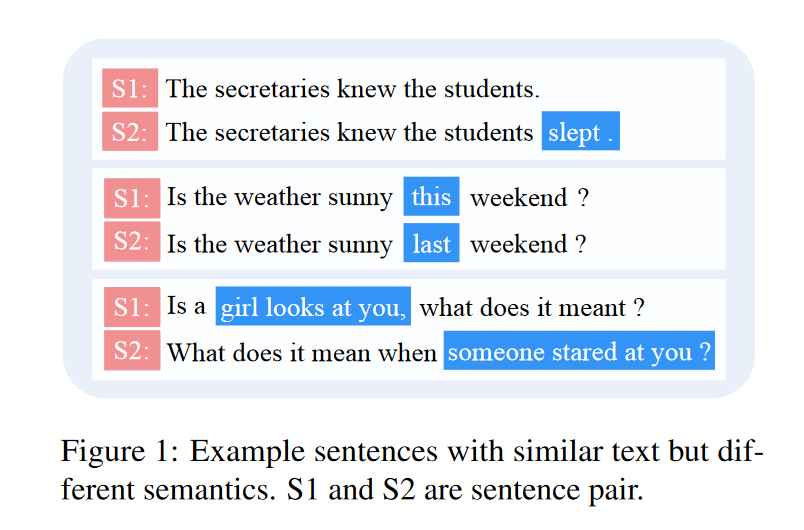 S1: The secretaries knew the students.
S2: The secretaries knew the students slept .
S1: Is the weather sunny this weekend ?
S2: Is the weather sunny last weekend ?
S1: Is a girl looks at you, what does it meant ?
S2: What does it mean when someone stared at you ?
Figure 1: Example sentences with similar text but dif-
ferent semantics. S1 and S2 are sentence pair.